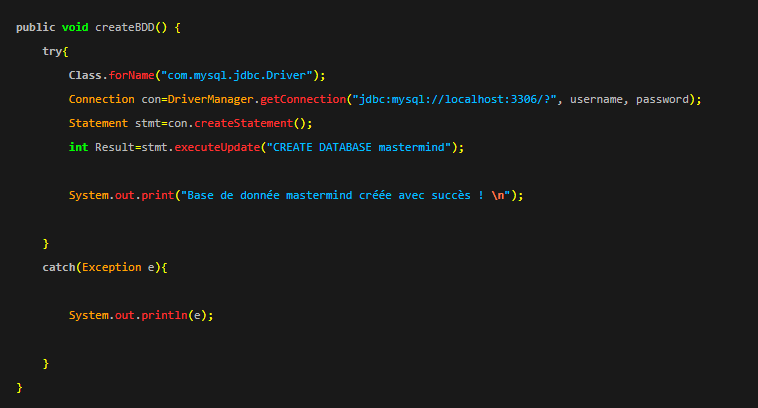 public void createBDD() {
try{
Class.forName("com.mysql.jdbc.Driver");
Connection con=DriverManager.getConnection("jdbc:mysql://localhost:3306/?", username, password);
Statement stmt=con.createStatement();
int Result=stmt.executeUpdate("CREATE DATABASE mastermind");
System.out.print("Base de donnée mastermind créée avec succès ! \n");
}
catch(Exception e){
System.out.println(e);
}
}